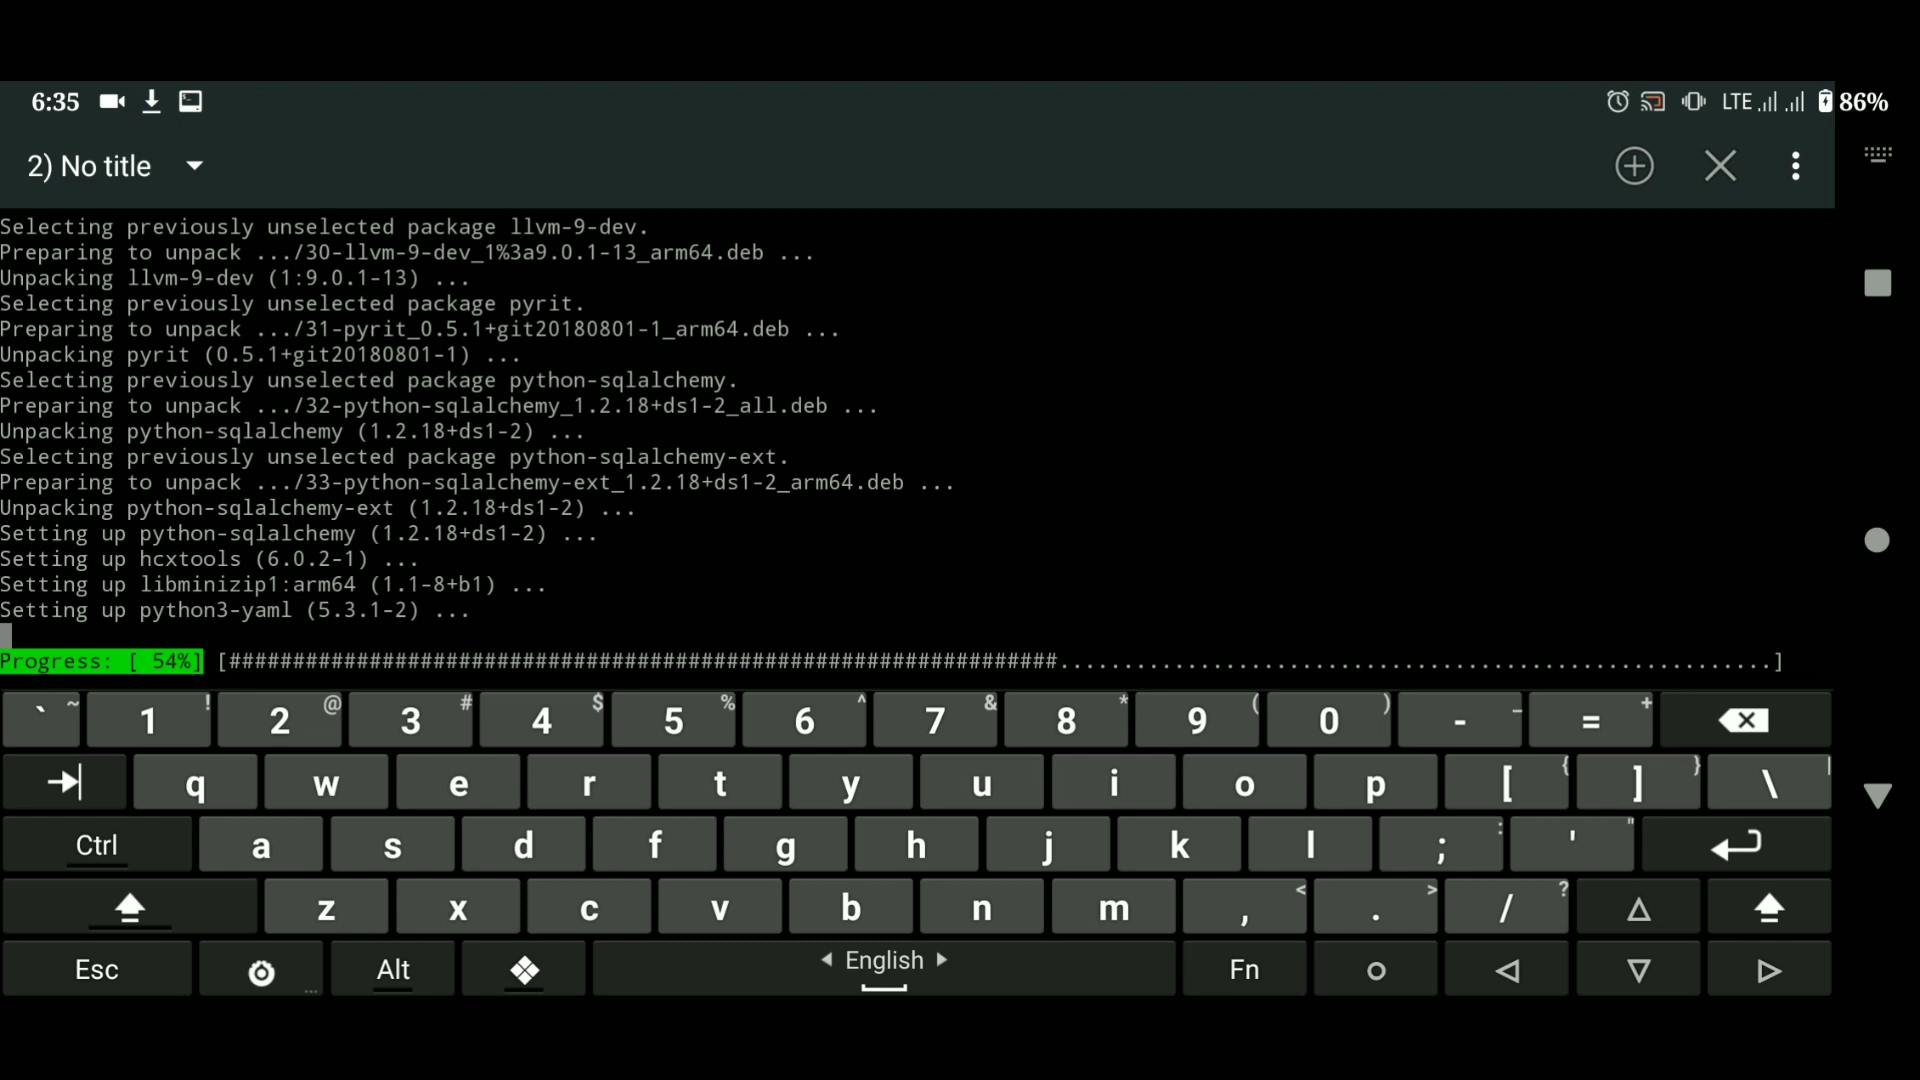 6:35 LTE 86%
2) No title
Selecting previously unselected package llvm-9-dev.
Preparing to unpack .../30-llvm-9-dev_1%3a9.0.1-13_arm64.deb ...
Unpacking llvm-9-dev (1:9.0.1-13) ...
Selecting previously unselected package pyrit.
Preparing to unpack .../31-pyrit_0.5.1+git20180801-1_arm64.deb ...
Unpacking pyrit (0.5.1+git20180801-1) ...
Selecting previously unselected package python-sqlalchemy.
Preparing to unpack .../32-python-sqlalchemy_1.2.18+ds1-2_all.deb ...
Unpacking python-sqlalchemy (1.2.18+ds1-2) ...
Selecting previously unselected package python-sqlalchemy-ext.
Preparing to unpack .../33-python-sqlalchemy-ext_1.2.18+ds1-2_arm64.deb ...
Unpacking python-sqlalchemy-ext (1.2.18+ds1-2) ...
Setting up python-sqlalchemy (1.2.18+ds1-2) ...
Setting up hcxtools (6.0.2-1) ...
Setting up libminizip1:arm64 (1.1-8+b1) ...
Setting up python3-yaml (5.3.1-2) ...
Progress: [ 54%] [#################################################################........................................................]
` ~ 1 ! 2 @ 3 # 4 $ 5 % 6 ^ 7 & 8 * 9 ( 0 ) - _ = +
q w e r t y u i o p [ { ] } \ |
Ctrl a s d f g h j k l ; : ' "
z x c v b n m , < . > / ?
Esc ... Alt English Fn